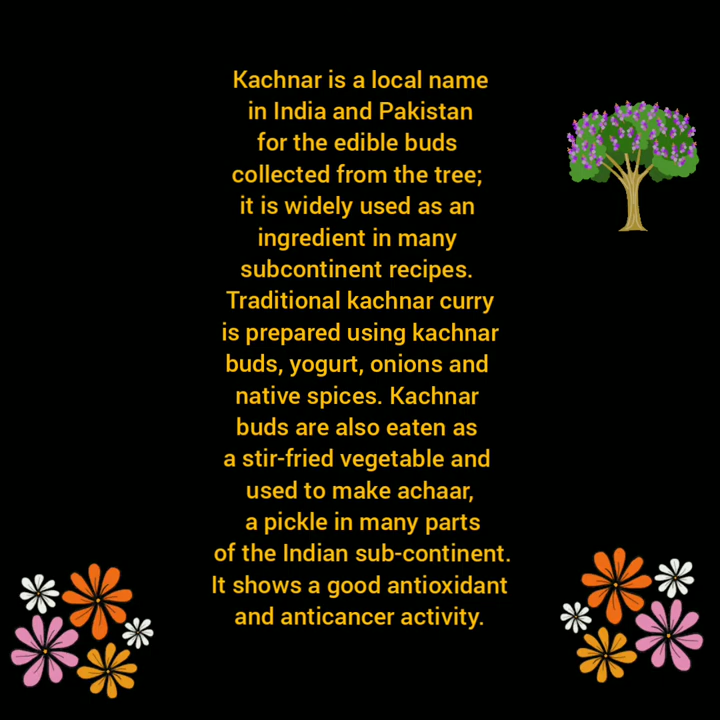 Kachnar is a local name
in India and Pakistan
for the edible buds
collected from the tree;
it is widely used as an
ingredient in many
subcontinent recipes.
Traditional kachnar curry
is prepared using kachnar
buds, yogurt, onions and
native spices. Kachnar
buds are also eaten as
a stir-fried vegetable and
used to make achaar,
a pickle in many parts
of the Indian sub-continent.
It shows a good antioxidant
and anticancer activity.